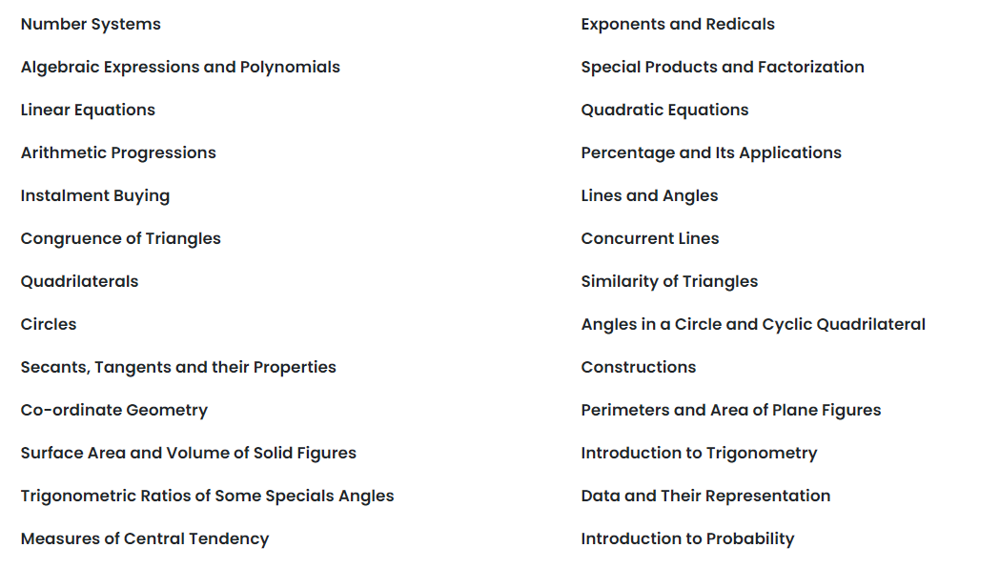 Number Systems
Exponents and Redicals
Algebraic Expressions and Polynomials
Special Products and Factorization
Linear Equations
Quadratic Equations
Arithmetic Progressions
Percentage and Its Applications
Instalment Buying
Lines and Angles
Congruence of Triangles
Concurrent Lines
Quadrilaterals
Similarity of Triangles
Circles
Angles in a Circle and Cyclic Quadrilateral
Secants, Tangents and their Properties
Constructions
Co-ordinate Geometry
Perimeters and Area of Plane Figures
Surface Area and Volume of Solid Figures
Introduction to Trigonometry
Trigonometric Ratios of Some Specials Angles
Data and Their Representation
Measures of Central Tendency
Introduction to Probability